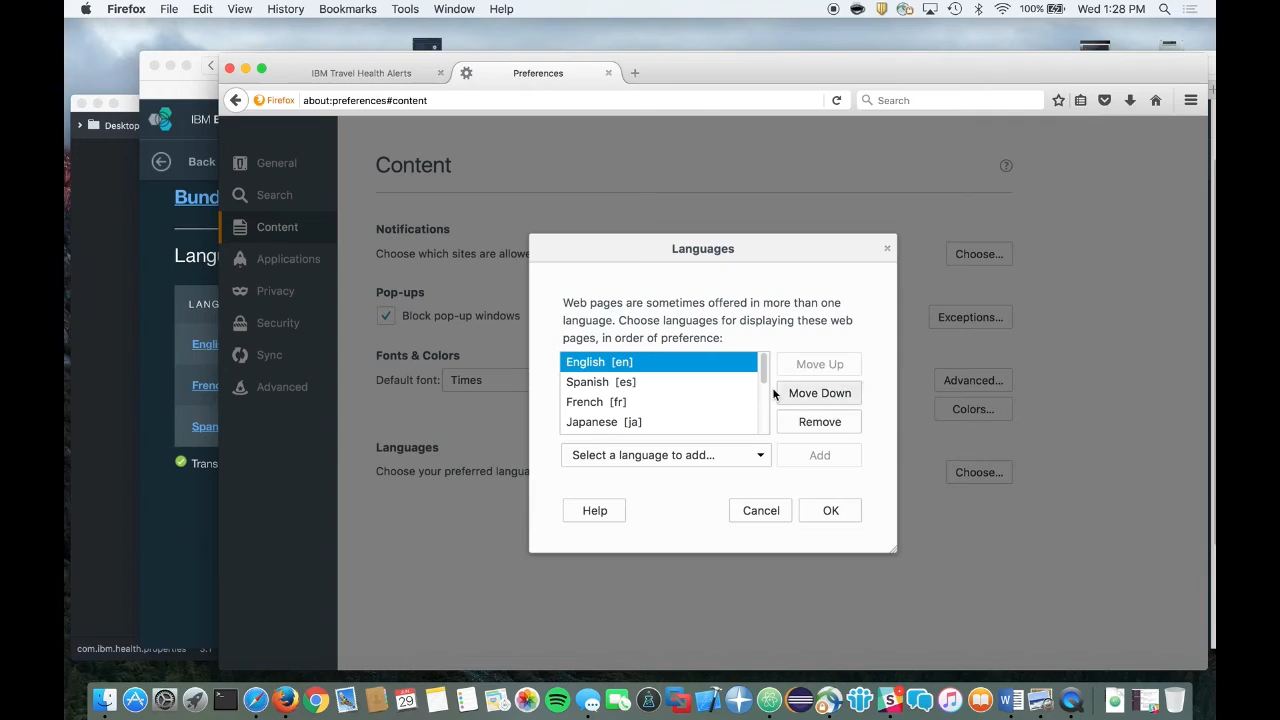 Firefox File Edit View History Bookmarks Tools Window Help 100% Wed 1:28 PM
IBM Travel Health Alerts
Preferences
Firefox about:preferences#content
Search
Desktop
IBM
Back
Bund
Langu
LANG
Engli
Frenc
Spani
Trans
General
Search
Content
Applications
Privacy
Security
Sync
Advanced
Content
Notifications
Choose which sites are allowe
Choose...
Pop-ups
Block pop-up windows
Exceptions...
Fonts & Colors
Default font: Times
Advanced...
Colors...
Languages
Choose your preferred langua
Choose...
Languages
Web pages are sometimes offered in more than one
language. Choose languages for displaying these web
pages, in order of preference:
English [en]
Spanish [es]
French [fr]
Japanese [ja]
Move Up
Move Down
Remove
Select a language to add...
Add
Help
Cancel
OK
com.ibm.health.properties